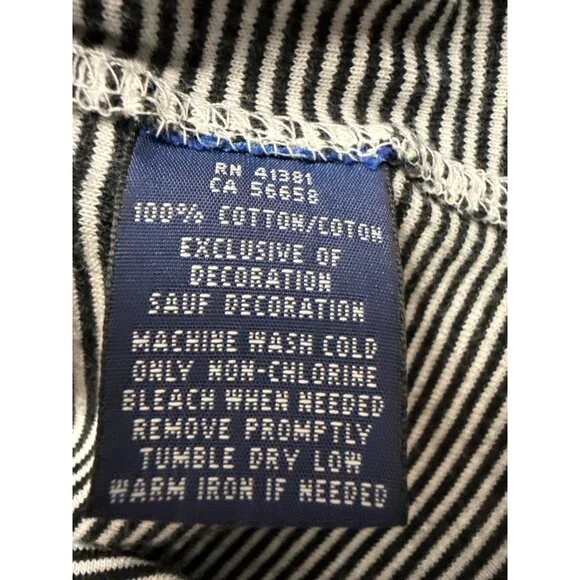 RN 41381
CA 56658
100% COTTON/COTON
EXCLUSIVE OF
DECORATION
SAUF DECORATION
MACHINE WASH COLD
ONLY NON-CHLORINE
BLEACH WHEN NEEDED
REMOVE PROMPTLY
TUMBLE DRY LOW
WARM IRON IF NEEDED